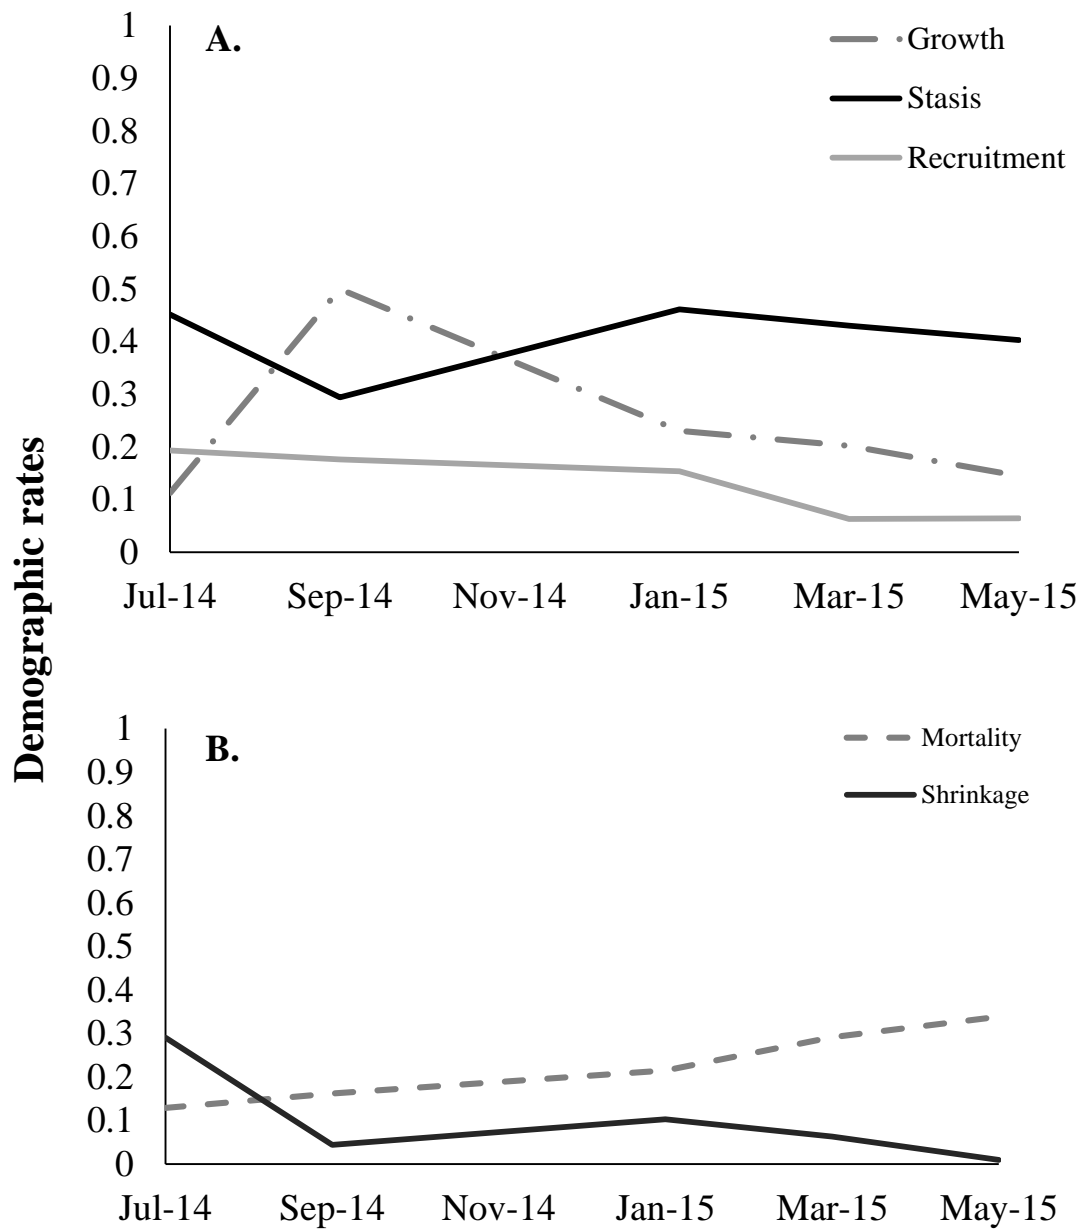 Demographic rates
A.
Growth
Stasis
Recruitment
1
0.9
0.8
0.7
0.6
0.5
0.4
0.3
0.2
0.1
0
Jul-14 Sep-14 Nov-14 Jan-15 Mar-15 May-15
B.
Mortality
Shrinkage
1
0.9
0.8
0.7
0.6
0.5
0.4
0.3
0.2
0.1
0
Jul-14 Sep-14 Nov-14 Jan-15 Mar-15 May-15